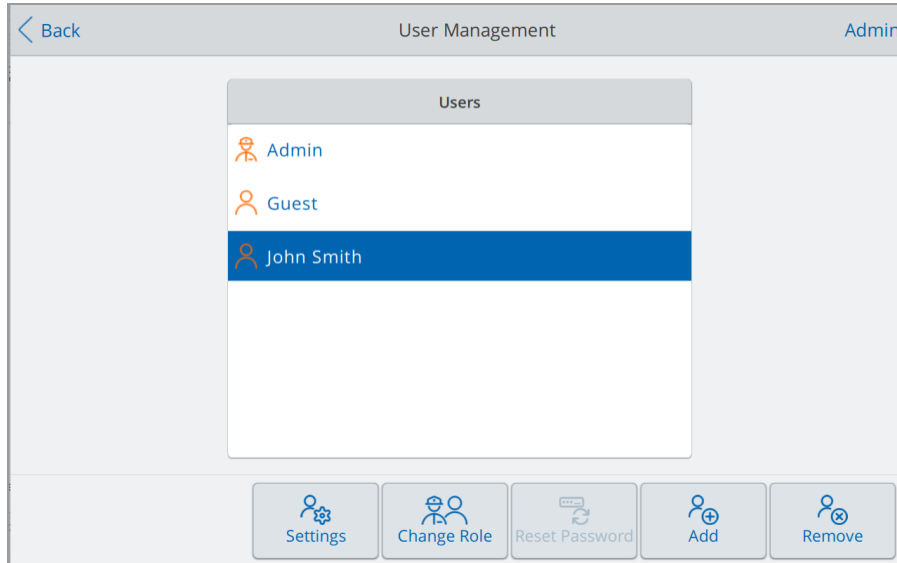 Back
User Management
Admin
Users
Admin
Guest
John Smith
Settings
Change Role
Reset Password
Add
Remove